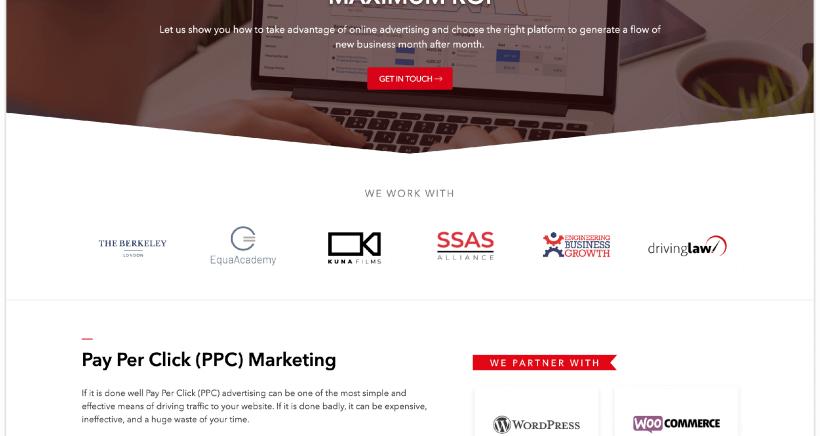 MAXIMUM ROI
Let us show you how to take advantage of online advertising and choose the right platform to generate a flow of
new business month after month.
GET IN TOUCH →
WE WORK WITH
THE BERKELEY
LONDON
EquaAcademy
KUNA FILMS
SSAS
ALLIANCE
ENGINEERING
BUSINESS
GROWTH
drivinglaw
Pay Per Click (PPC) Marketing
WE PARTNER WITH
If it is done well Pay Per Click (PPC) advertising can be one of the most simple and
effective means of driving traffic to your website. If it is done badly, it can be expensive,
ineffective, and a huge waste of your time.
WORDPRESS
WOO COMMERCE